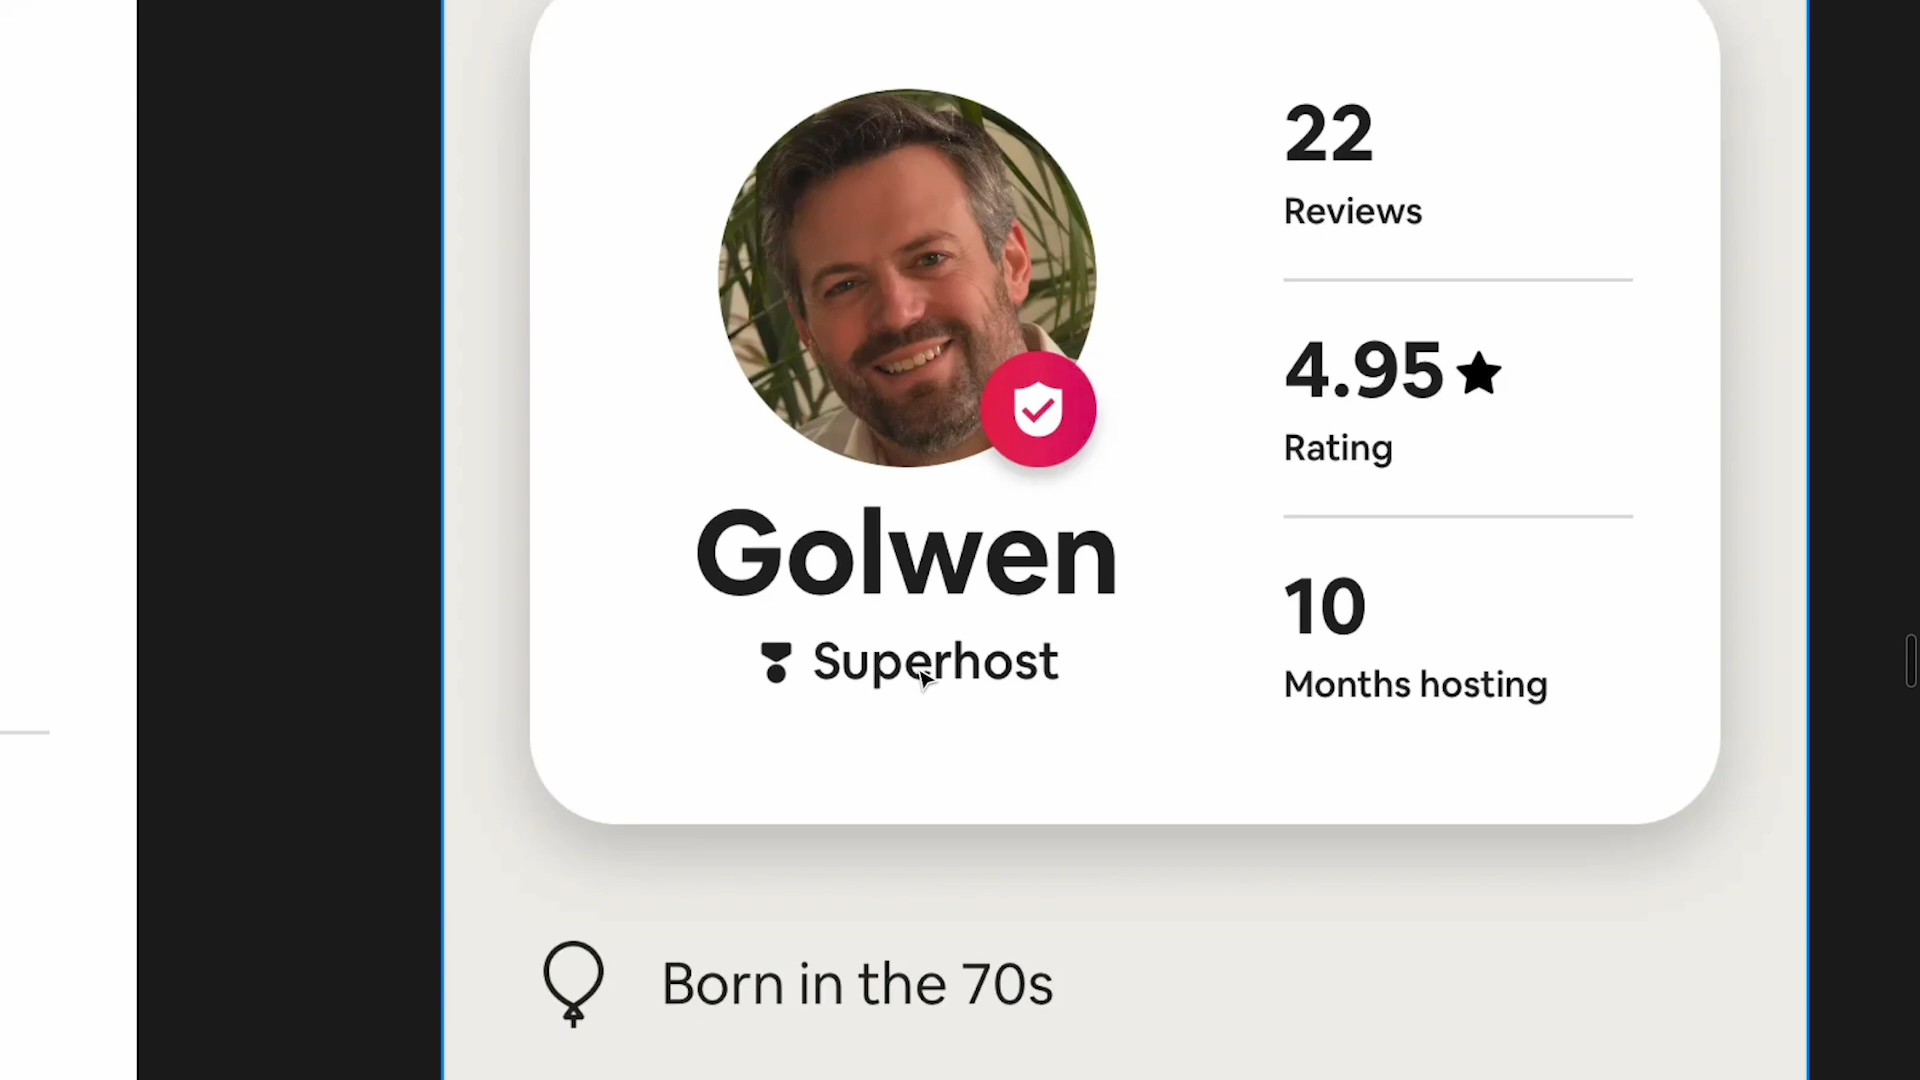 Golwen
Superhost
22
Reviews
4.95
Rating
10
Months hosting
Born in the 70s